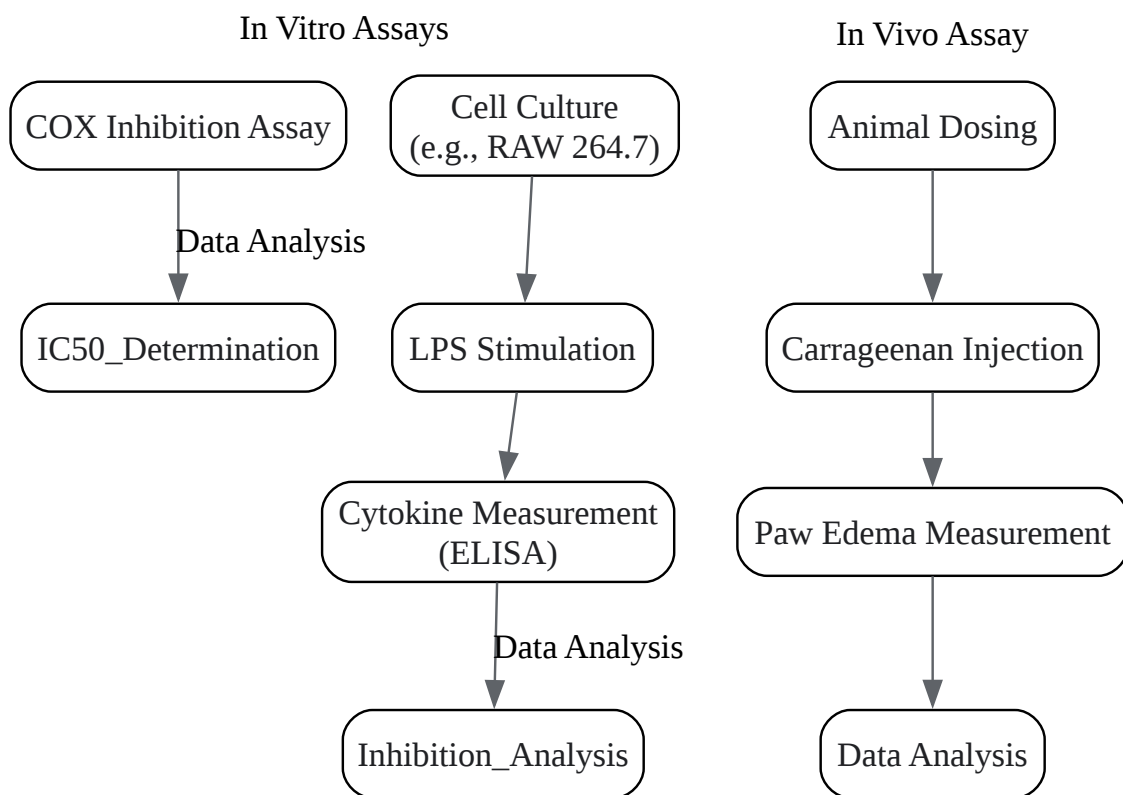 In Vitro Assays
COX Inhibition Assay
Data Analysis
IC50_Determination
Cell Culture
(e.g., RAW 264.7)
LPS Stimulation
Cytokine Measurement
(ELISA)
Data Analysis
Inhibition_Analysis
In Vivo Assay
Animal Dosing
Carrageenan Injection
Paw Edema Measurement
Data Analysis